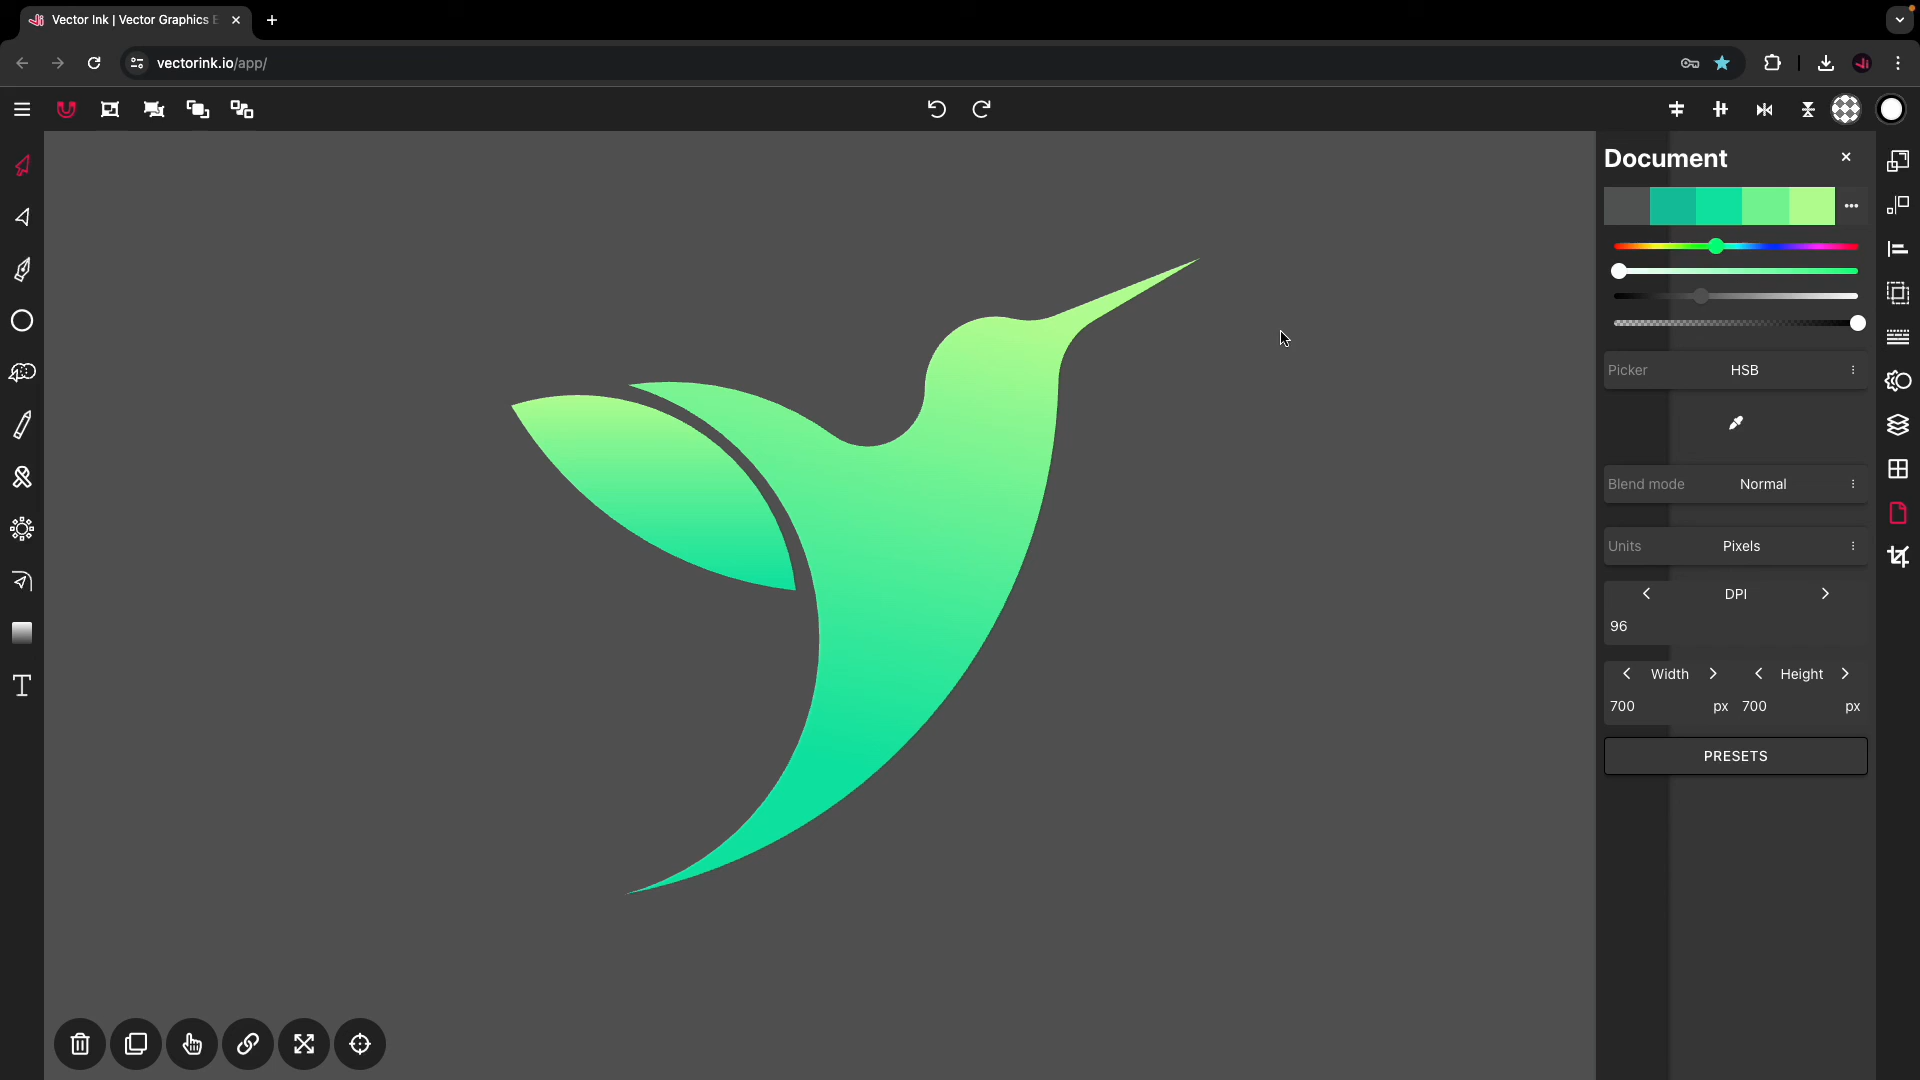 Vector Ink | Vector Graphics E
vectorink.io/app/
Document
Picker HSB
Blend mode Normal
Units Pixels
DPI
96
Width Height
700 px 700 px
PRESETS